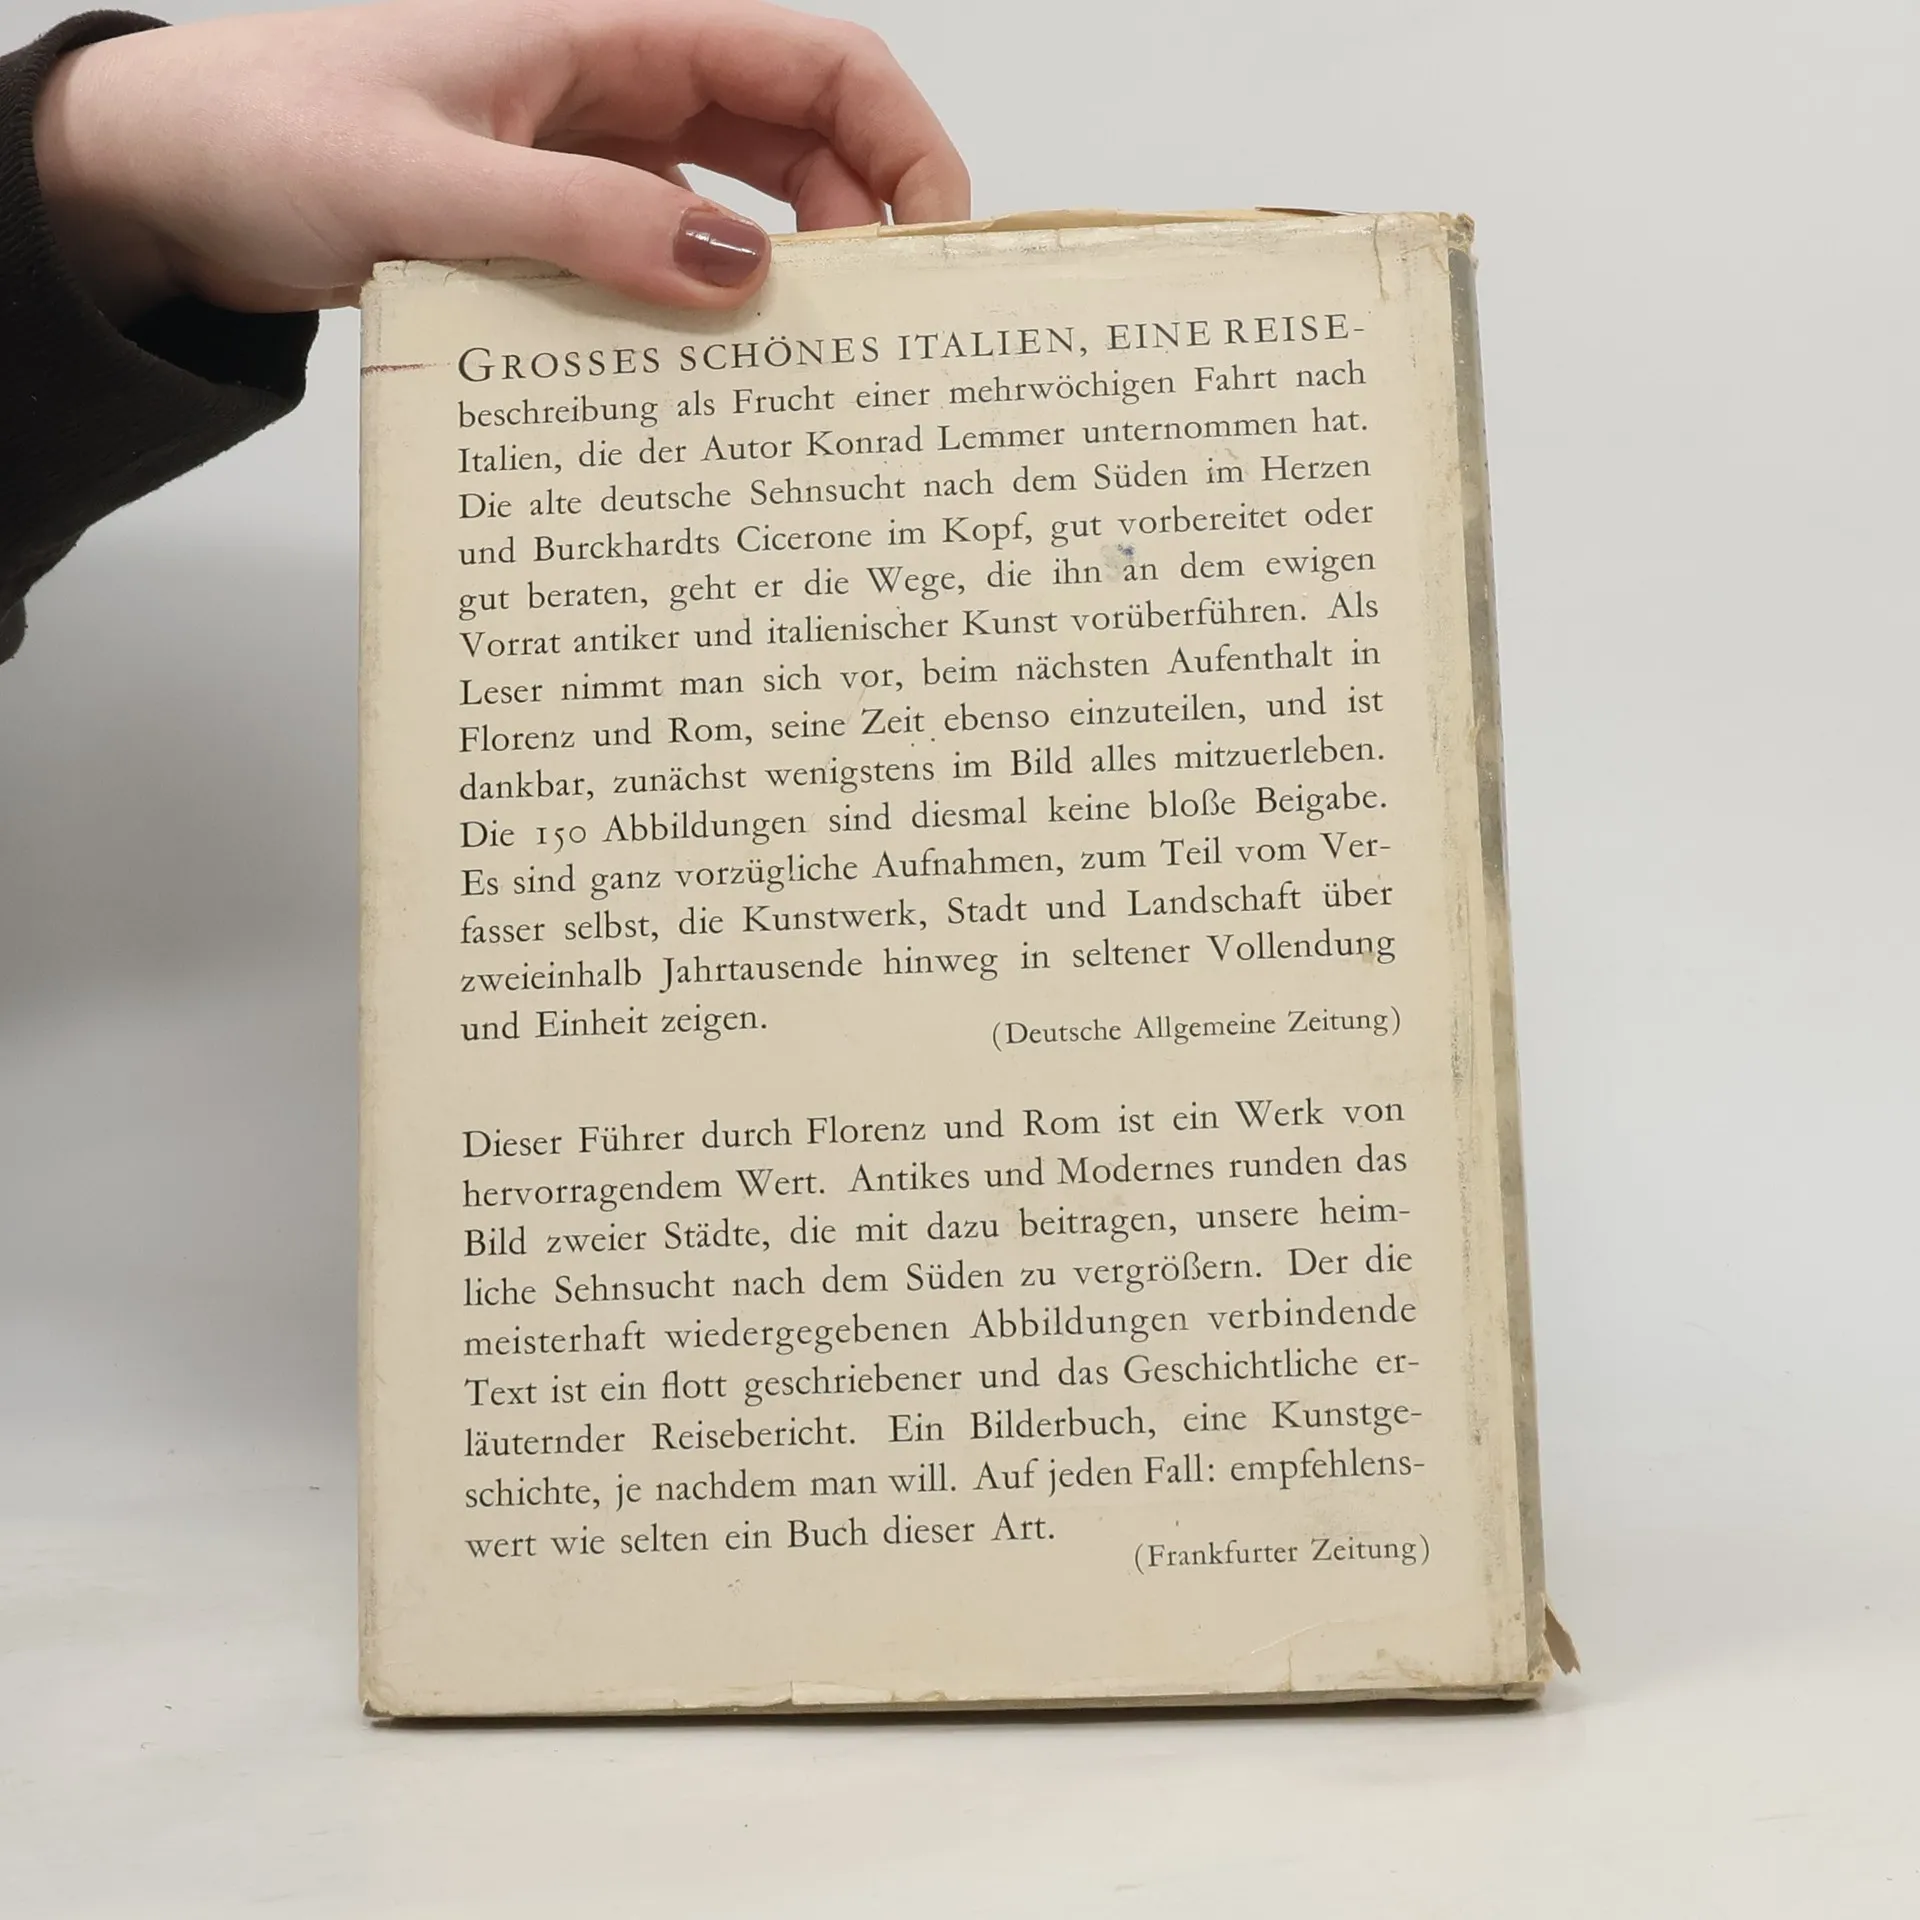 GROSSES SCHÖNES ITALIEN, EINE REISE-
beschreibung als Frucht einer mehrwöchigen Fahrt nach
Italien, die der Autor Konrad Lemmer unternommen hat.
Die alte deutsche Sehnsucht nach dem Süden im Herzen
und Burckhardts Cicerone im Kopf, gut vorbereitet oder
gut beraten, geht er die Wege, die ihn an dem ewigen
Vorrat antiker und italienischer Kunst vorüberführen. Als
Leser nimmt man sich vor, beim nächsten Aufenthalt in
Florenz und Rom, seine Zeit ebenso einzuteilen, und ist
dankbar, zunächst wenigstens im Bild alles mitzuerleben.
Die 150 Abbildungen sind diesmal keine bloße Beigabe.
Es sind ganz vorzügliche Aufnahmen, zum Teil vom Ver-
fasser selbst, die Kunstwerk, Stadt und Landschaft über
zweieinhalb Jahrtausende hinweg in seltener Vollendung
und Einheit zeigen.
(Deutsche Allgemeine Zeitung)
Dieser Führer durch Florenz und Rom ist ein Werk von
hervorragendem Wert. Antikes und Modernes runden das
Bild zweier Städte, die mit dazu beitragen, unsere heim-
liche Sehnsucht nach dem Süden zu vergrößern. Der die
meisterhaft wiedergegebenen Abbildungen verbindende
Text ist ein flott geschriebener und das Geschichtliche er-
läuternder Reisebericht. Ein Bilderbuch, eine Kunstge-
schichte, je nachdem man will. Auf jeden Fall: empfehlens-
wert wie selten ein Buch dieser Art.
(Frankfurter Zeitung)